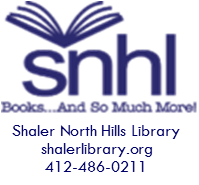 snhl
Books...And So Much More!
Shaler North Hills Library
shalerlibrary.org
412-486-0211